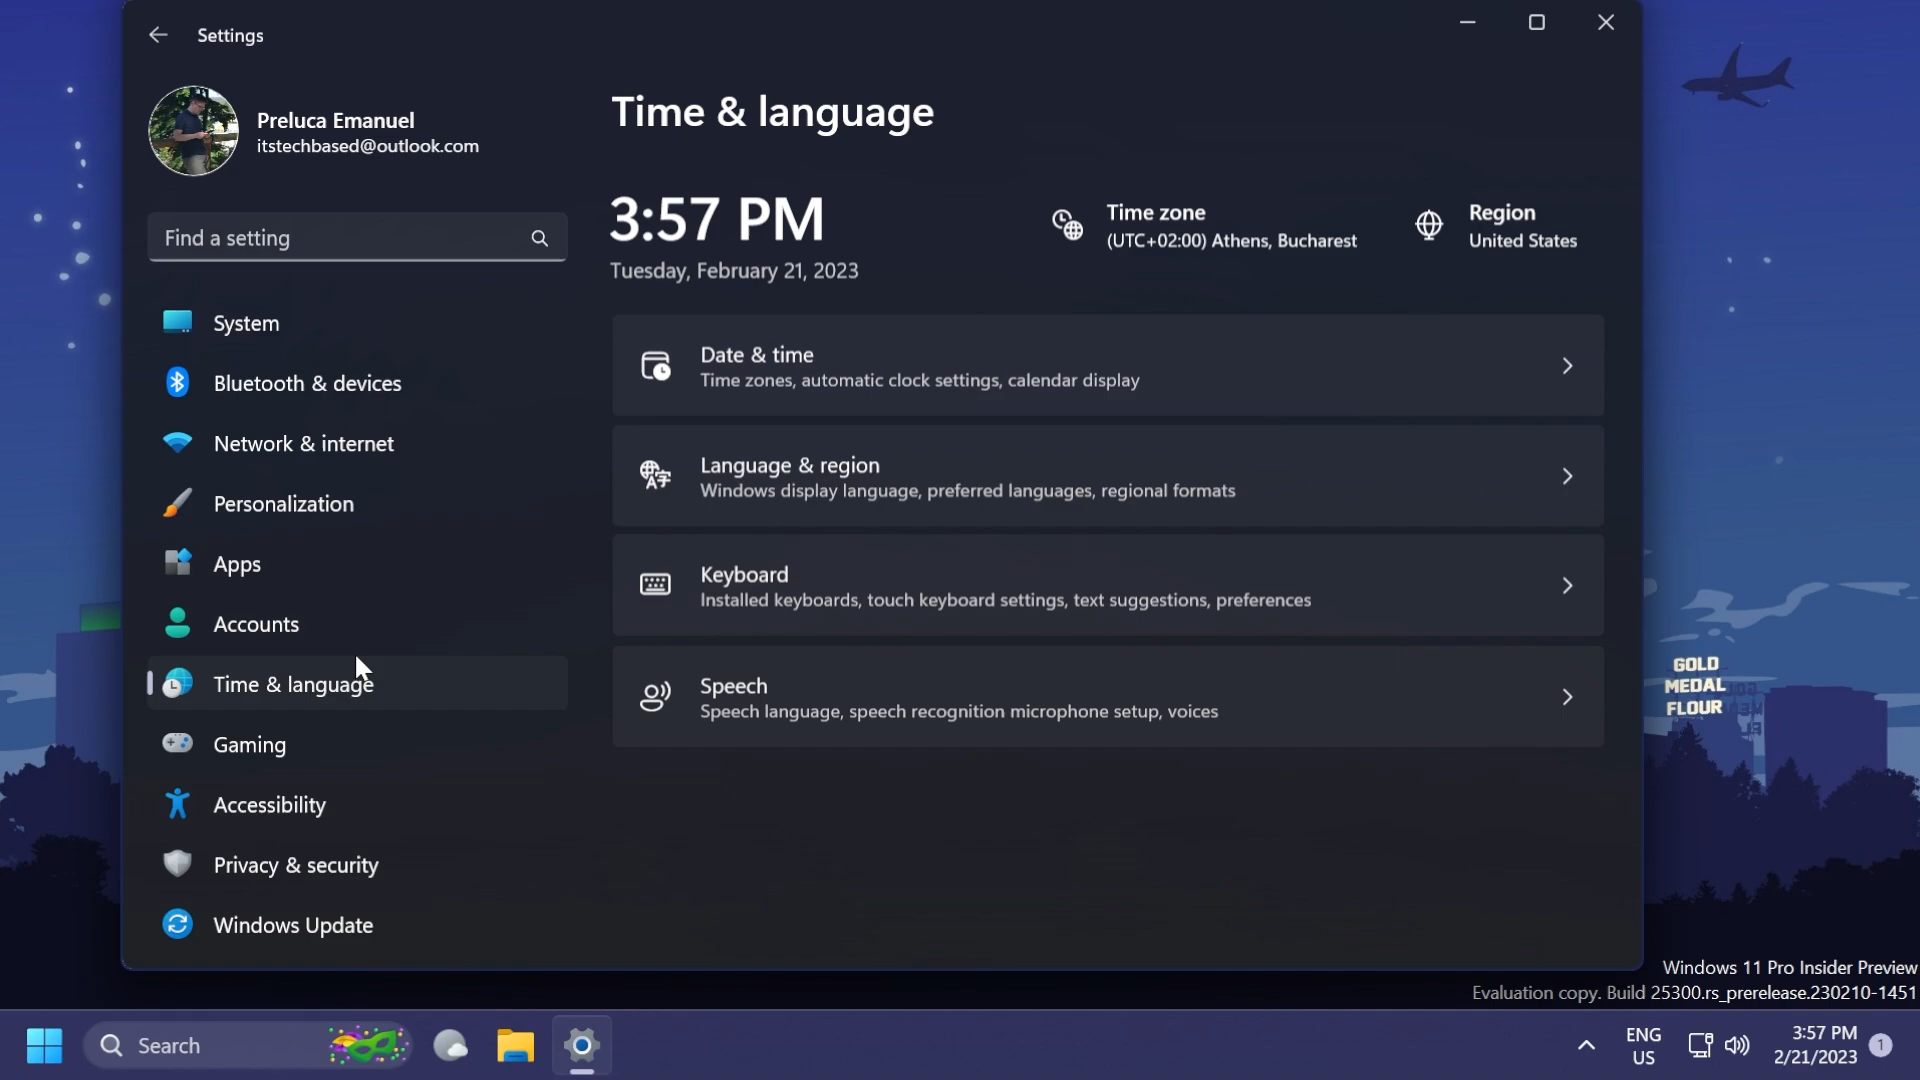 Settings
Preluca Emanuel
itstechbased@outlook.com
Find a setting
System
Bluetooth & devices
Network & internet
Personalization
Apps
Accounts
Time & language
Gaming
Accessibility
Privacy & security
Windows Update
Time & language
3:57 PM
Tuesday, February 21, 2023
Time zone
(UTC+02:00) Athens, Bucharest
Region
United States
Date & time
Time zones, automatic clock settings, calendar display
Language & region
Windows display language, preferred languages, regional formats
Keyboard
Installed keyboards, touch keyboard settings, text suggestions, preferences
Speech
Speech language, speech recognition microphone setup, voices
GOLD
MEDAL
FLOUR
Windows 11 Pro Insider Preview
Evaluation copy. Build 25300.rs_prerelease.230210-1451
Search
ENG
US
3:57 PM
2/21/2023
1